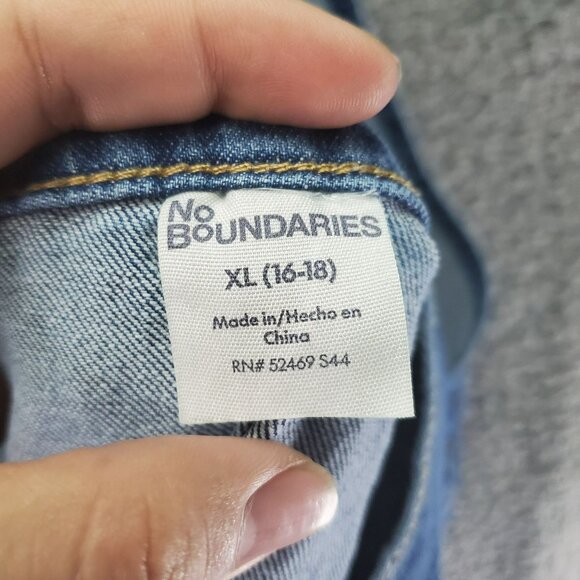 No
BoUNDARIES
XL (16-18)
Made in/Hecho en
China
RN# 52469 S44